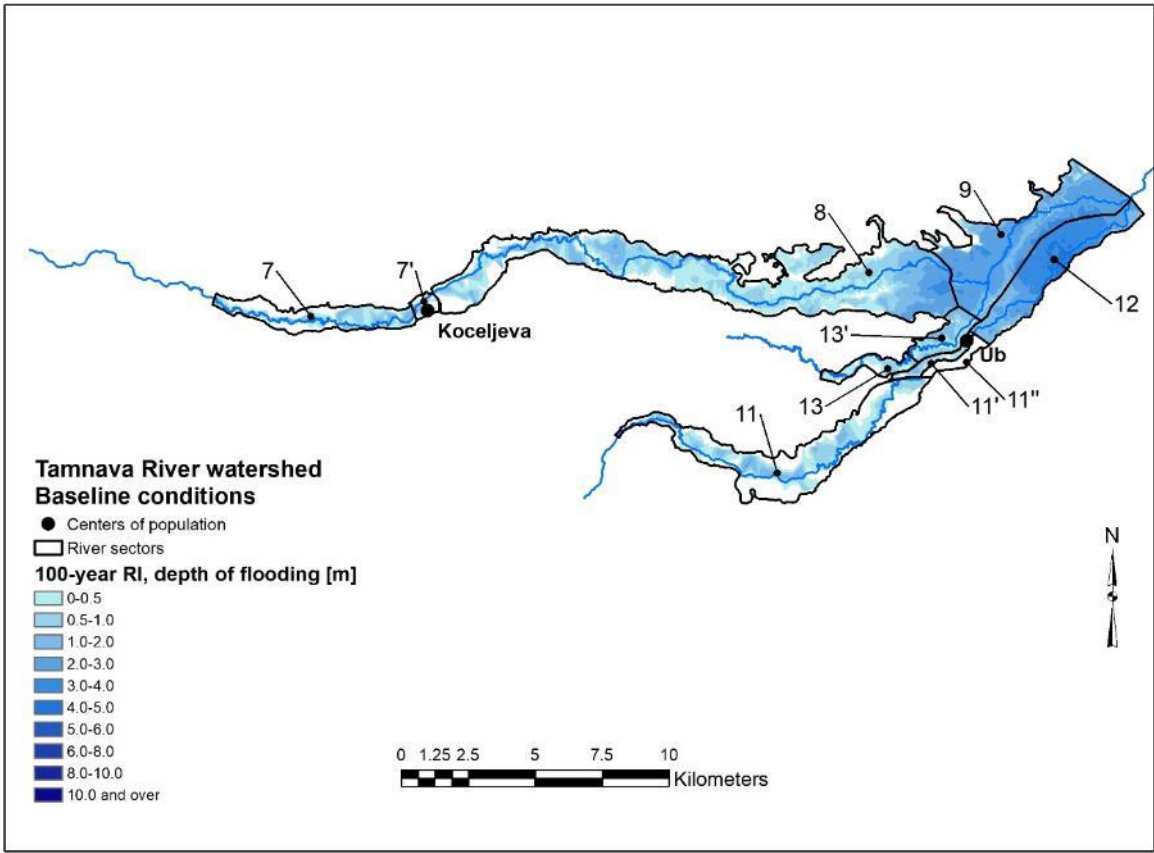 9
8
7
7'
Koceljeva
12
13'
Ub
13
11'
11"
11
Tamnava River watershed
Baseline conditions
Centers of population
River sectors
100-year RI, depth of flooding [m]
0-0.5
0.5-1.0
1.0-2.0
2.0-3.0
3.0-4.0
4.0-5.0
5.0-6.0
6.0-8.0
8.0-10.0
10.0 and over
N
0 1.25 2.5 5 7.5 10
Kilometers